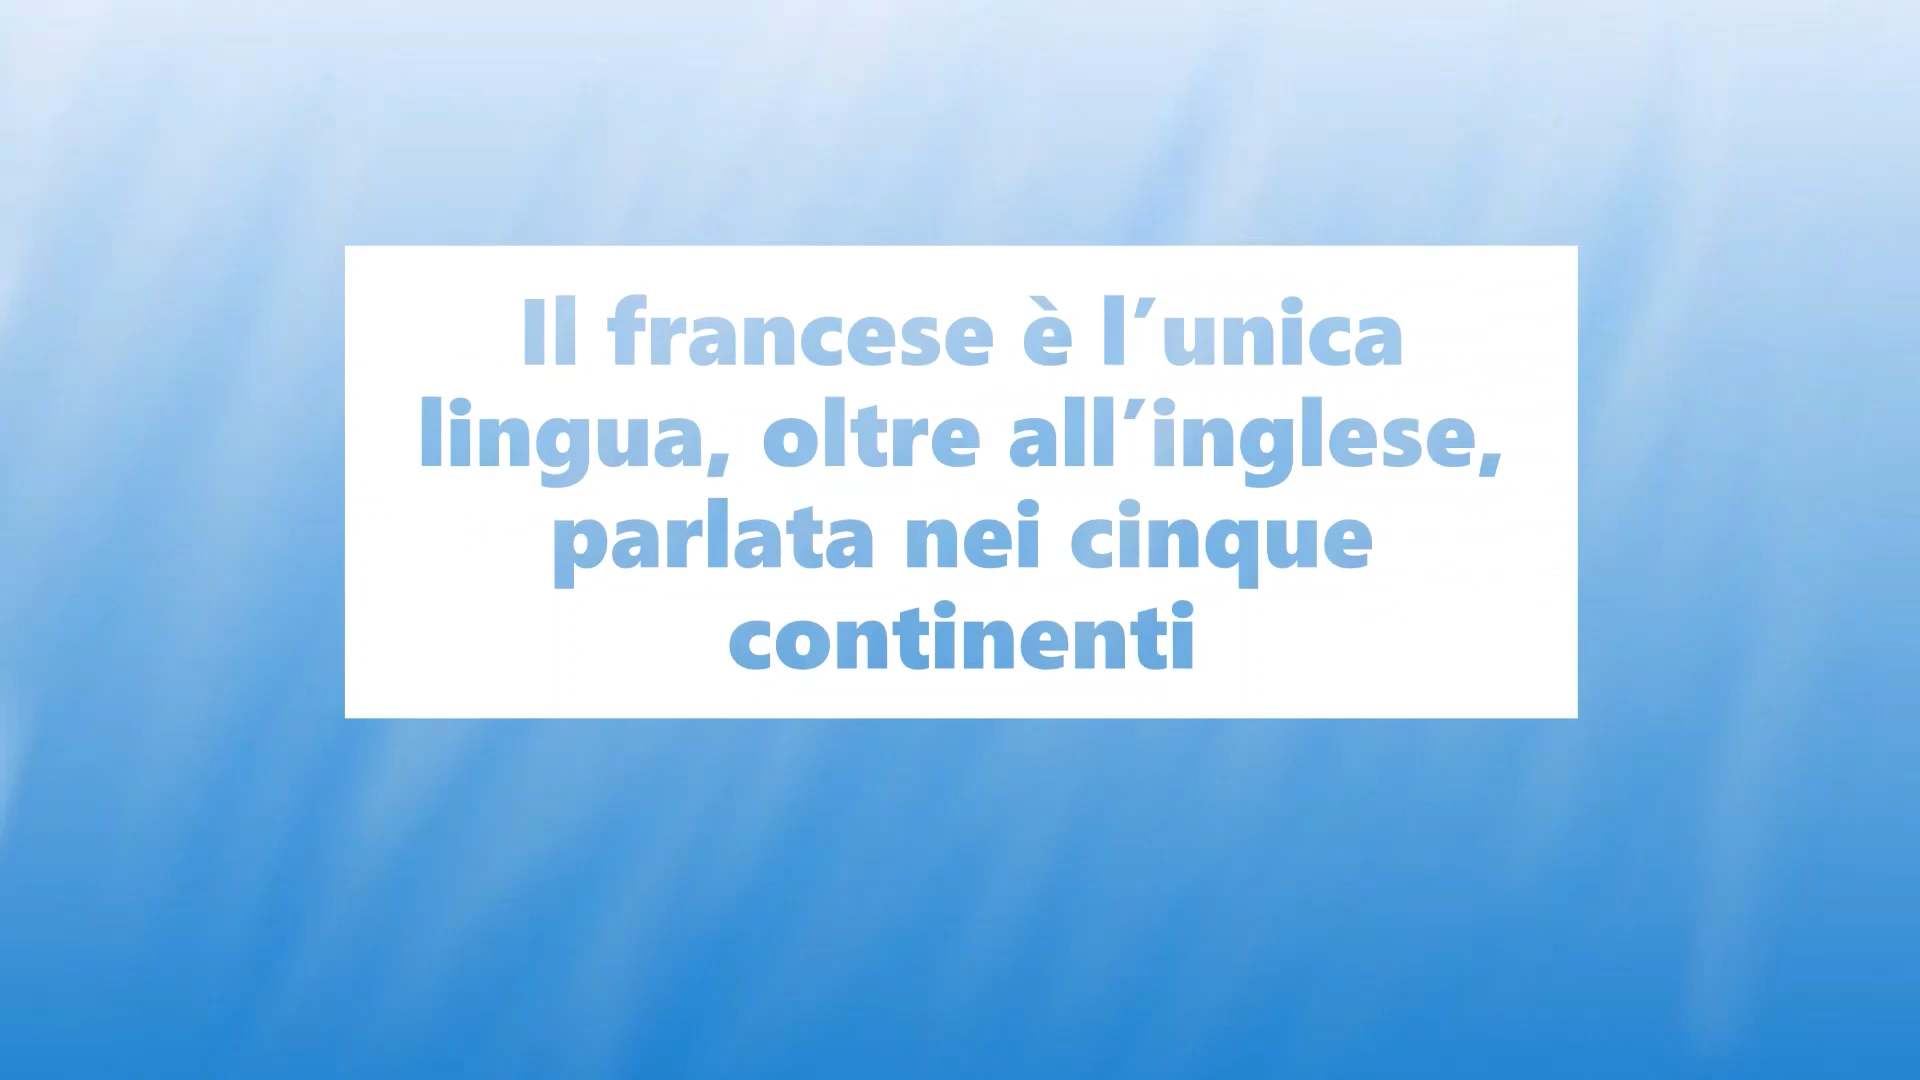 Il francese è l’unica
lingua, oltre all’inglese,
parlata nei cinque
continenti